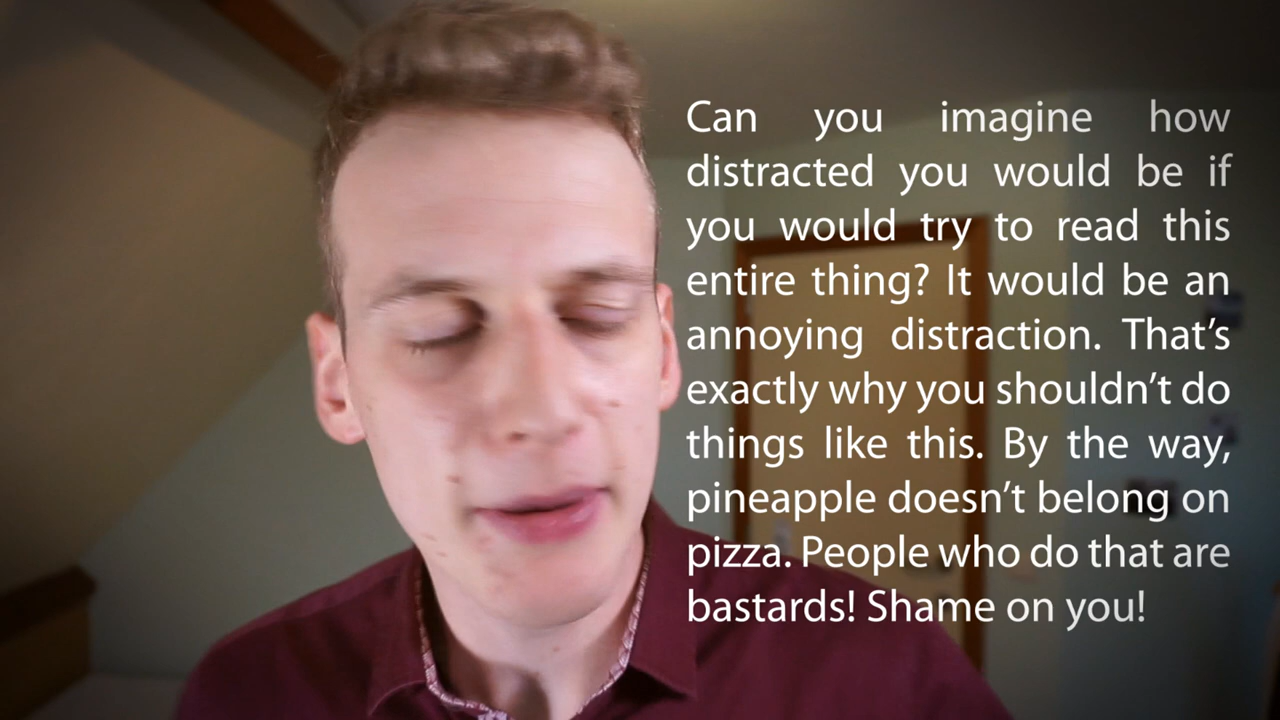 Can you imagine how
distracted you would be if
you would try to read this
entire thing? It would be an
annoying distraction. That’s
exactly why you shouldn’t do
things like this. By the way,
pineapple doesn’t belong on
pizza. People who do that are
bastards! Shame on you!